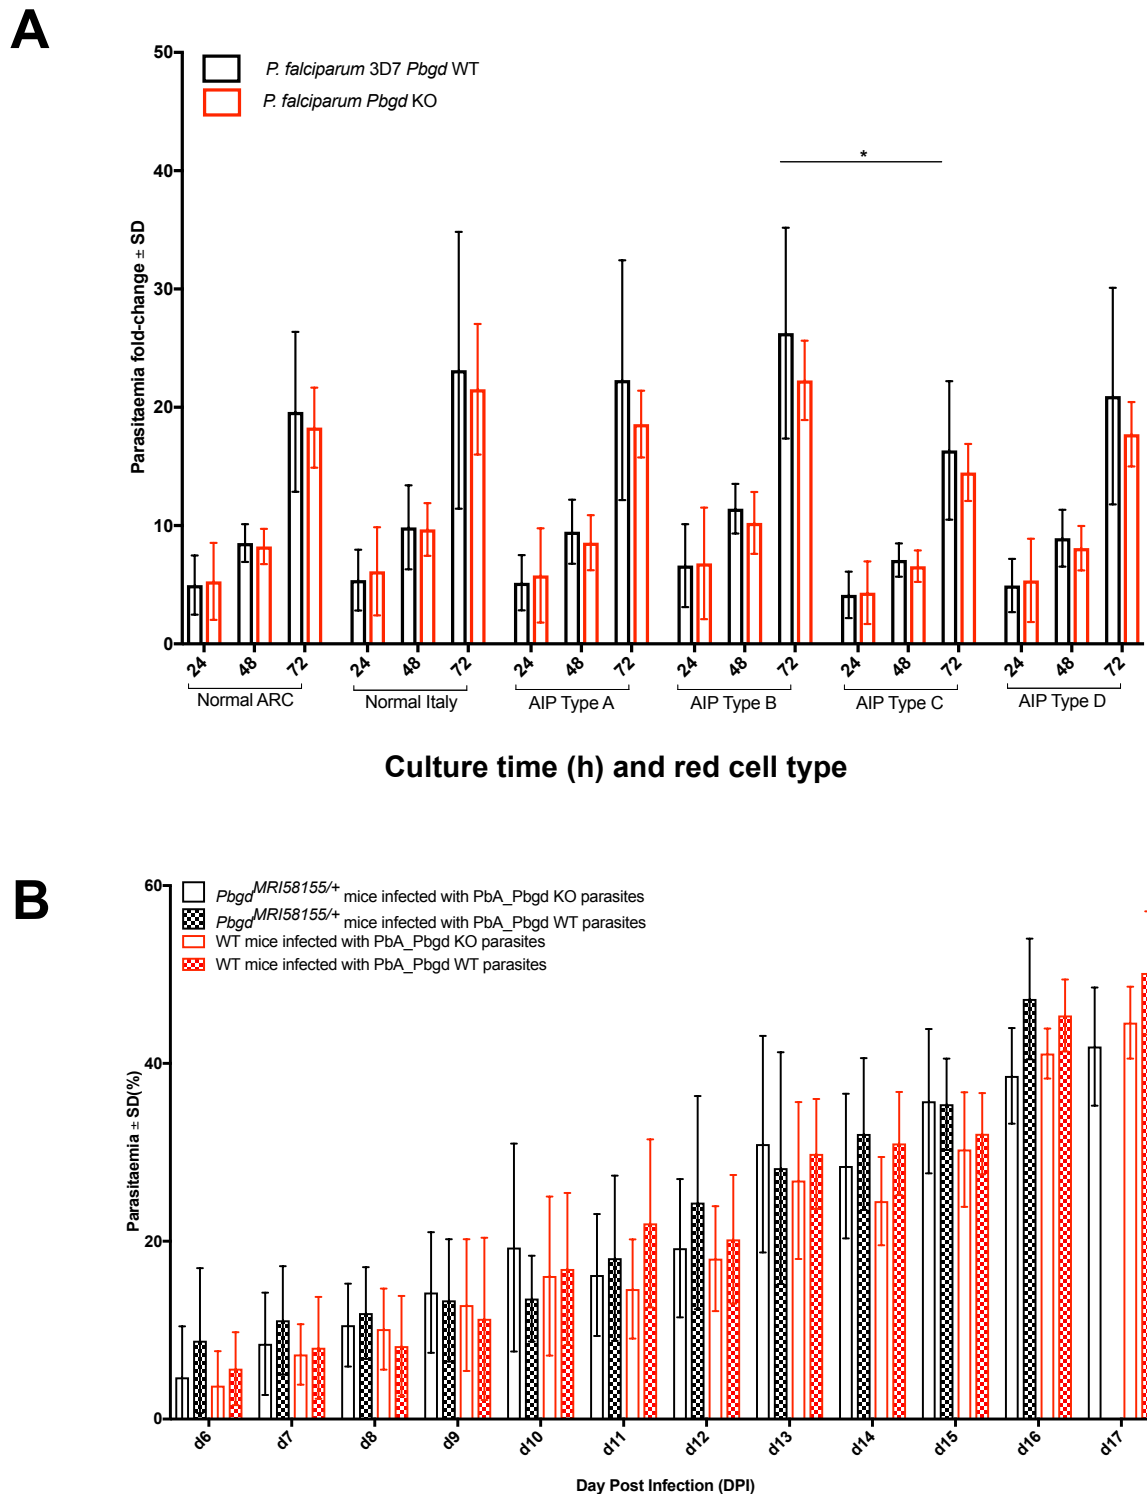 A
50
40
30
20
10
0
Parasitaemia fold-change ± SD
P. falciparum 3D7 Pbgd WT
P. falciparum Pbgd KO
*
24 48 72 24 48 72 24 48 72 24 48 72 24 48 72 24 48 72
Normal ARC Normal Italy AIP Type A AIP Type B AIP Type C AIP Type D
Culture time (h) and red cell type
B
60
40
20
0
Parasitaemia ± SD(%)
Pbgd^MRI58155/+ mice infected with PbA_Pbgd KO parasites
Pbgd^MRI58155/+ mice infected with PbA_Pbgd WT parasites
WT mice infected with PbA_Pbgd KO parasites
WT mice infected with PbA_Pbgd WT parasites
d6 d7 d8 d9 d10 d11 d12 d13 d14 d15 d16 d17
Day Post Infection (DPI)